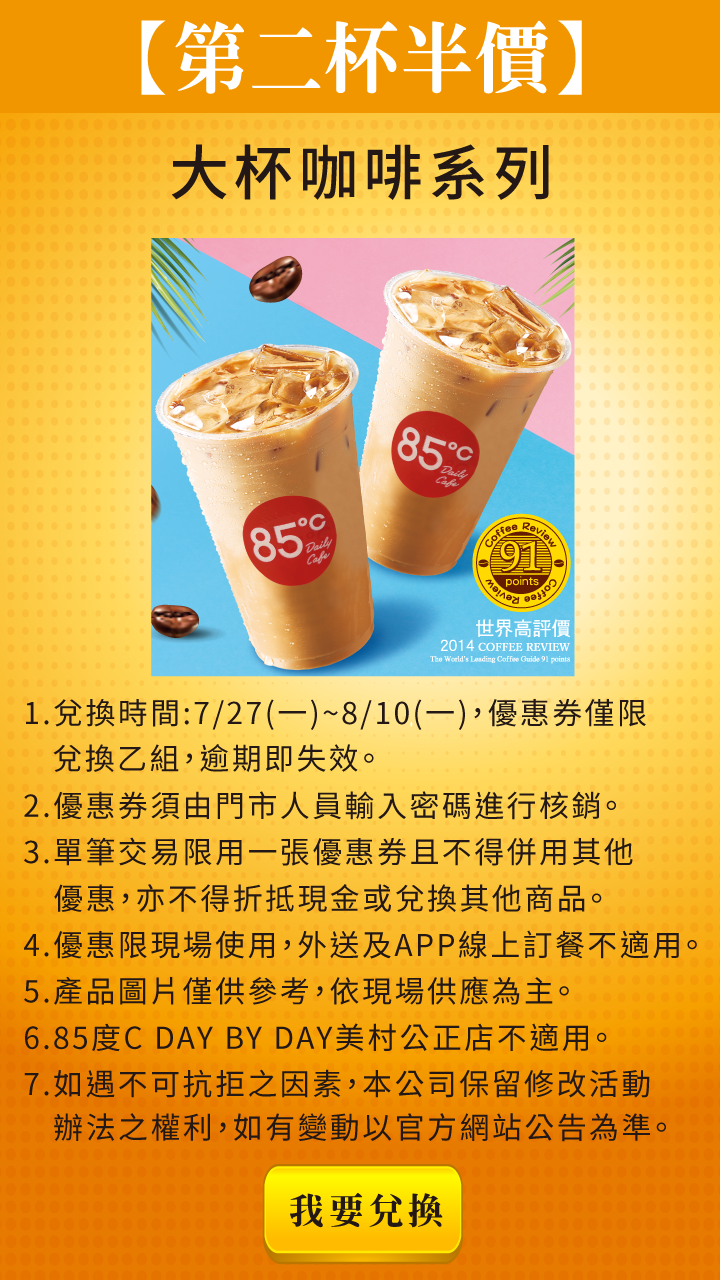 【第二杯半價】
大杯咖啡系列
85°C
Daily
Cafe
85°C
Daily
Cafe
Coffee Review
91
points
Coffee Review
世界高評價
2014 COFFEE REVIEW
The World's Leading Coffee Guide 91 points
1.兌換時間:7/27(一)~8/10(一)，優惠券僅限
兌換乙組，逾期即失效。
2.優惠券須由門市人員輸入密碼進行核銷。
3.單筆交易限用一張優惠券且不得併用其他
優惠，亦不得折抵現金或兌換其他商品。
4.優惠限現場使用，外送及APP線上訂餐不適用。
5.產品圖片僅供參考，依現場供應為主。
6.85度C DAY BY DAY美村公正店不適用。
7.如遇不可抗拒之因素，本公司保留修改活動
辦法之權利，如有變動以官方網站公告為準。
我要兌換